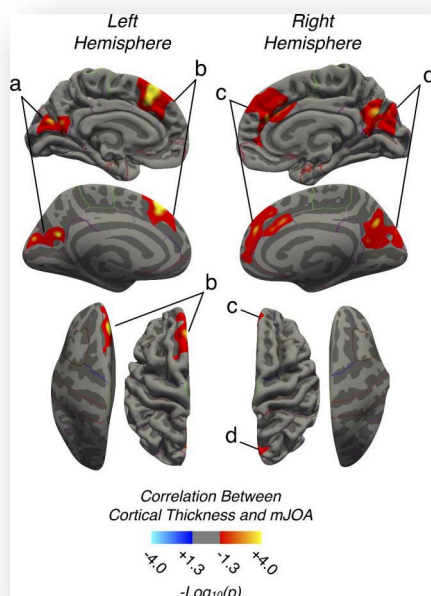 Left Hemisphere
Right Hemisphere
a
b
c
d
b
c
d
Correlation Between
Cortical Thickness and mJOA
-4.0
+1.3
-1.3
+4.0
-Log10(p)